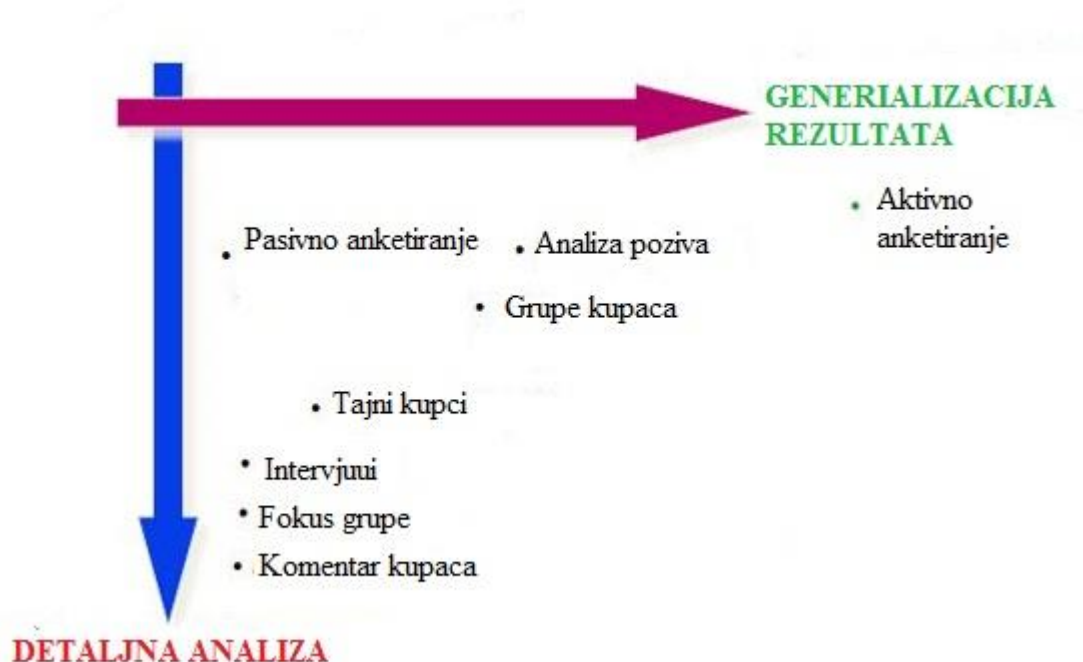 GENERIALIZACIJA
REZULTATA
Aktivno
anketiranje
Pasivno anketiranje
Analiza poziva
Grupe kupaca
Tajni kupci
Intervjuui
Fokus grupe
Komentar kupaca
DETALJNA ANALIZA